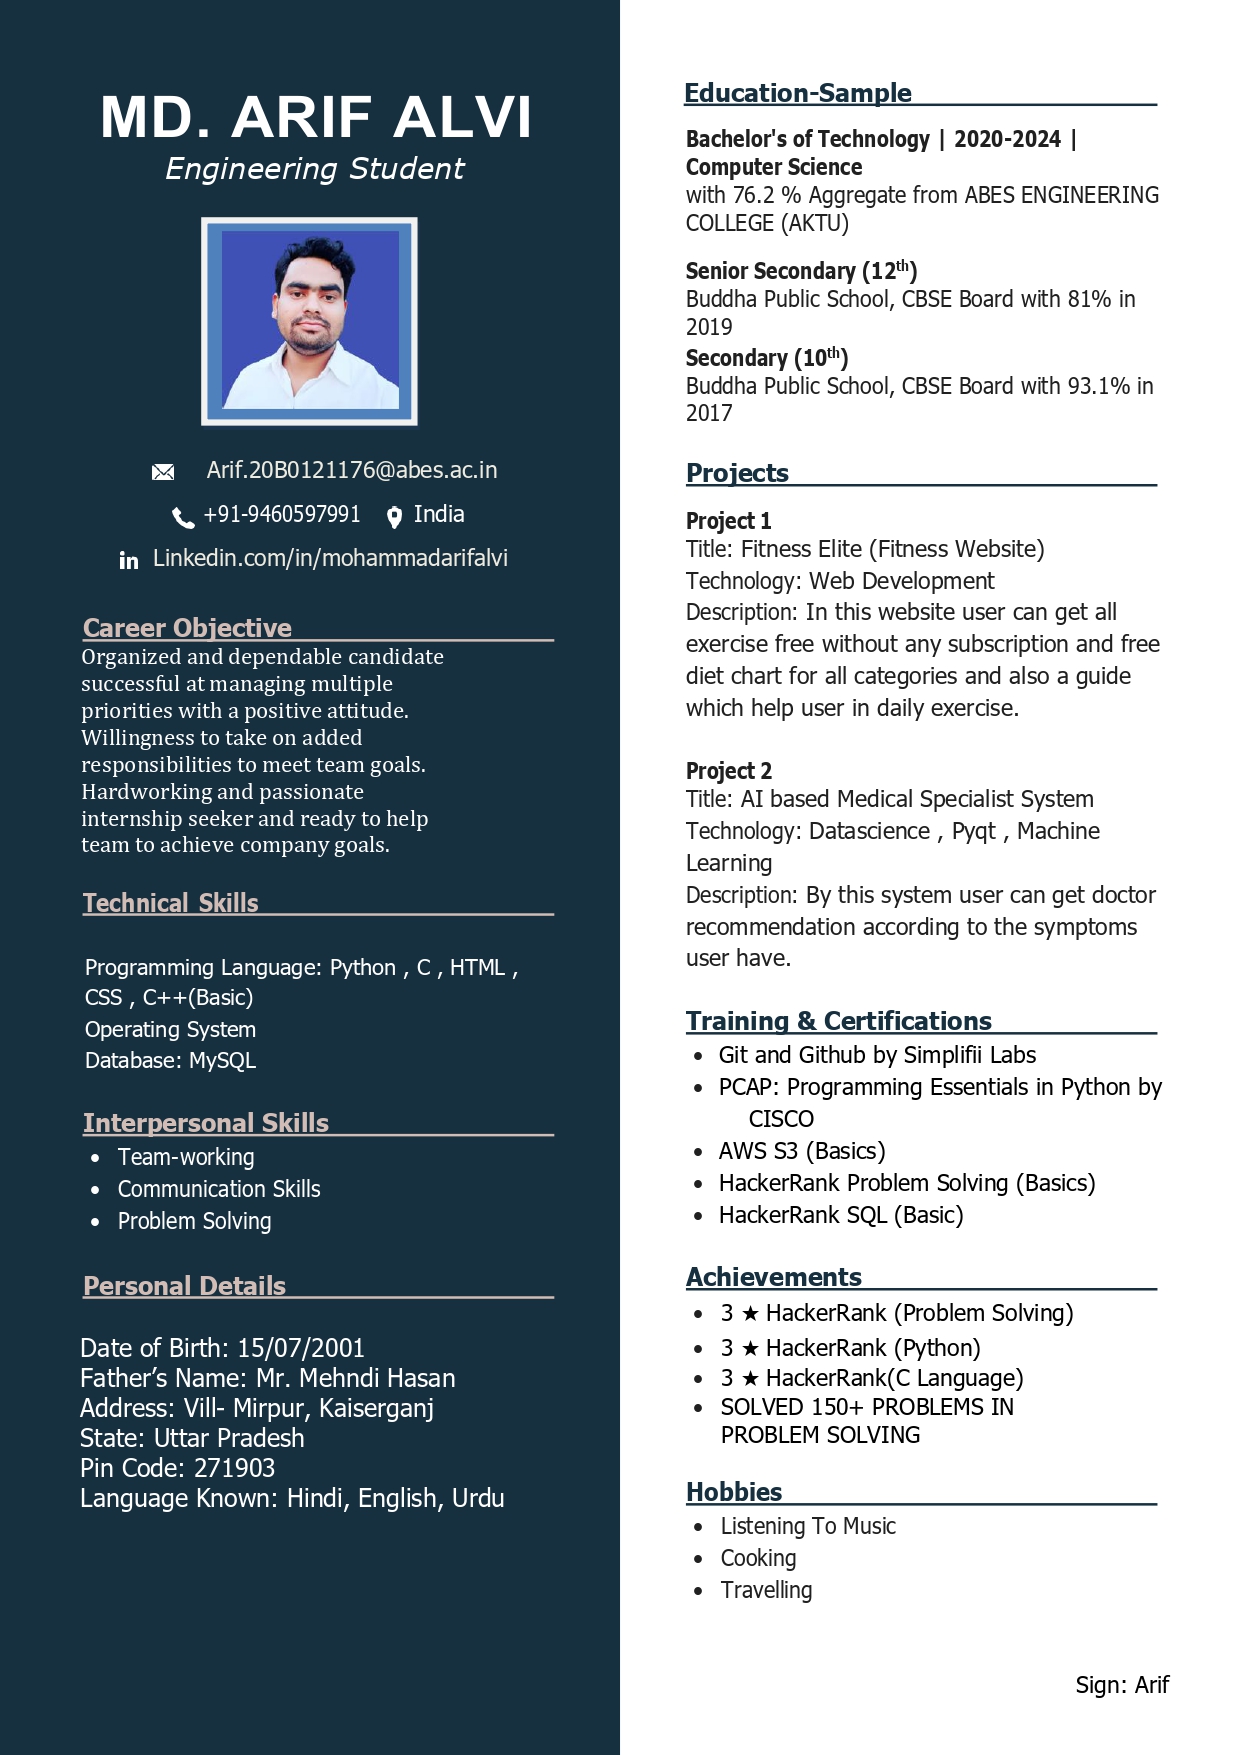 MD. ARIF ALVI
Engineering Student
Arif.20B0121176@abes.ac.in
+91-9460597991 India
Linkedin.com/in/mohammadarifalvi
Career Objective
Organized and dependable candidate
successful at managing multiple
priorities with a positive attitude.
Willingness to take on added
responsibilities to meet team goals.
Hardworking and passionate
internship seeker and ready to help
team to achieve company goals.
Technical Skills
Programming Language: Python , C , HTML ,
CSS , C++(Basic)
Operating System
Database: MySQL
Interpersonal Skills
• Team-working
• Communication Skills
• Problem Solving
Personal Details
Date of Birth: 15/07/2001
Father’s Name: Mr. Mehndi Hasan
Address: Vill- Mirpur, Kaiserganj
State: Uttar Pradesh
Pin Code: 271903
Language Known: Hindi, English, Urdu
Education-Sample
Bachelor's of Technology | 2020-2024 |
Computer Science
with 76.2 % Aggregate from ABES ENGINEERING
COLLEGE (AKTU)
Senior Secondary (12th)
Buddha Public School, CBSE Board with 81% in
2019
Secondary (10th)
Buddha Public School, CBSE Board with 93.1% in
2017
Projects
Project 1
Title: Fitness Elite (Fitness Website)
Technology: Web Development
Description: In this website user can get all
exercise free without any subscription and free
diet chart for all categories and also a guide
which help user in daily exercise.
Project 2
Title: AI based Medical Specialist System
Technology: Datascience , Pyqt , Machine
Learning
Description: By this system user can get doctor
recommendation according to the symptoms
user have.
Training & Certifications
• Git and Github by Simplifii Labs
• PCAP: Programming Essentials in Python by
CISCO
• AWS S3 (Basics)
• HackerRank Problem Solving (Basics)
• HackerRank SQL (Basic)
Achievements
• 3 ★ HackerRank (Problem Solving)
• 3 ★ HackerRank (Python)
• 3 ★ HackerRank(C Language)
• SOLVED 150+ PROBLEMS IN
PROBLEM SOLVING
Hobbies
• Listening To Music
• Cooking
• Travelling
Sign: Arif